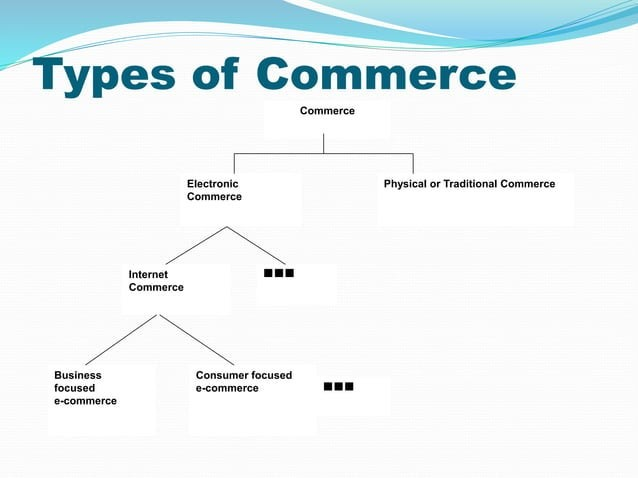 Types of Commerce
Commerce
Electronic
Commerce
Physical or Traditional Commerce
Internet
Commerce
■■■
Business
focused
e-commerce
Consumer focused
e-commerce
■■■